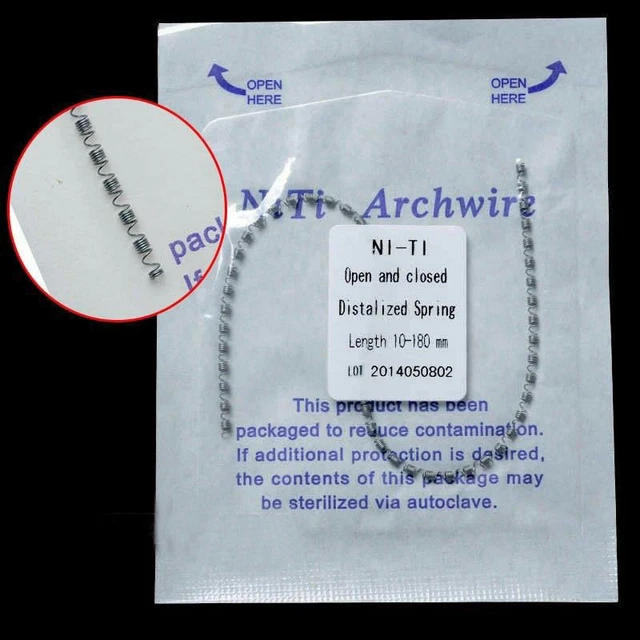 OPEN
HERE
OPEN
HERE
NiTi Archwire
pac
If
NI-TI
Open and closed
Distalized Spring
Length 10-180 mm
LOT 2014050802
This product has been
packaged to reduce contamination.
If additional protection is desired,
the contents of this package may
be sterilized via autoclave.